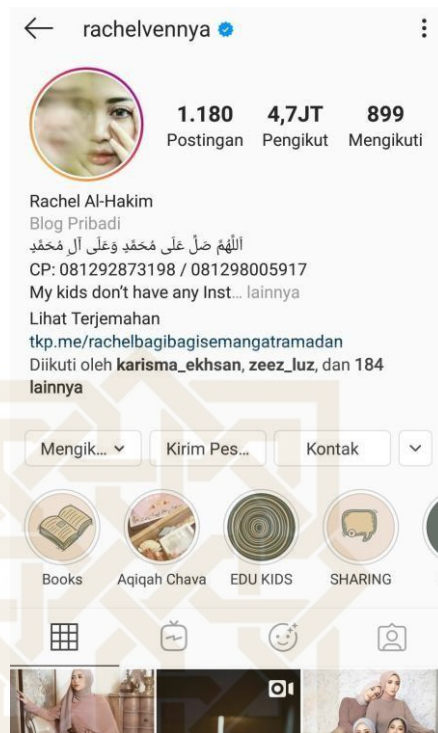 rachelvennya
1.180 4,7JT 899
Postingan Pengikut Mengikuti
Rachel Al-Hakim
Blog Pribadi
اَللّٰهُمَّ صَلِّ عَلَى مُحَمَّدٍ وَعَلَى آلِ مُحَمَّدٍ
CP: 081292873198 / 081298005917
My kids don't have any Inst... lainnya
Lihat Terjemahan
tkp.me/rachelbagibagisemangatramadan
Diikuti oleh karisma_ekhsan, zeez_luz, dan 184
lainnya
Mengik... Kirim Pes... Kontak
Books Aqiqah Chava EDU KIDS SHARING